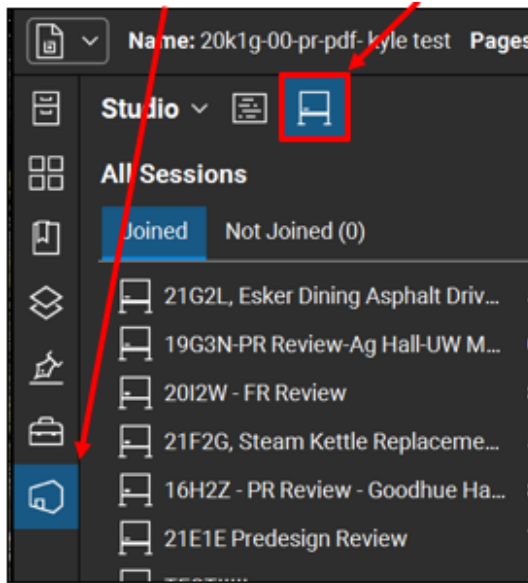 Name: 20k1g-00-pr-pdf- kyle test Pages
Studio
All Sessions
Joined Not Joined (0)
21G2L, Esker Dining Asphalt Driv...
19G3N-PR Review-Ag Hall-UW M...
20I2W - FR Review
21F2G, Steam Kettle Replaceme...
16H2Z - PR Review - Goodhue Ha...
21E1E Predesign Review